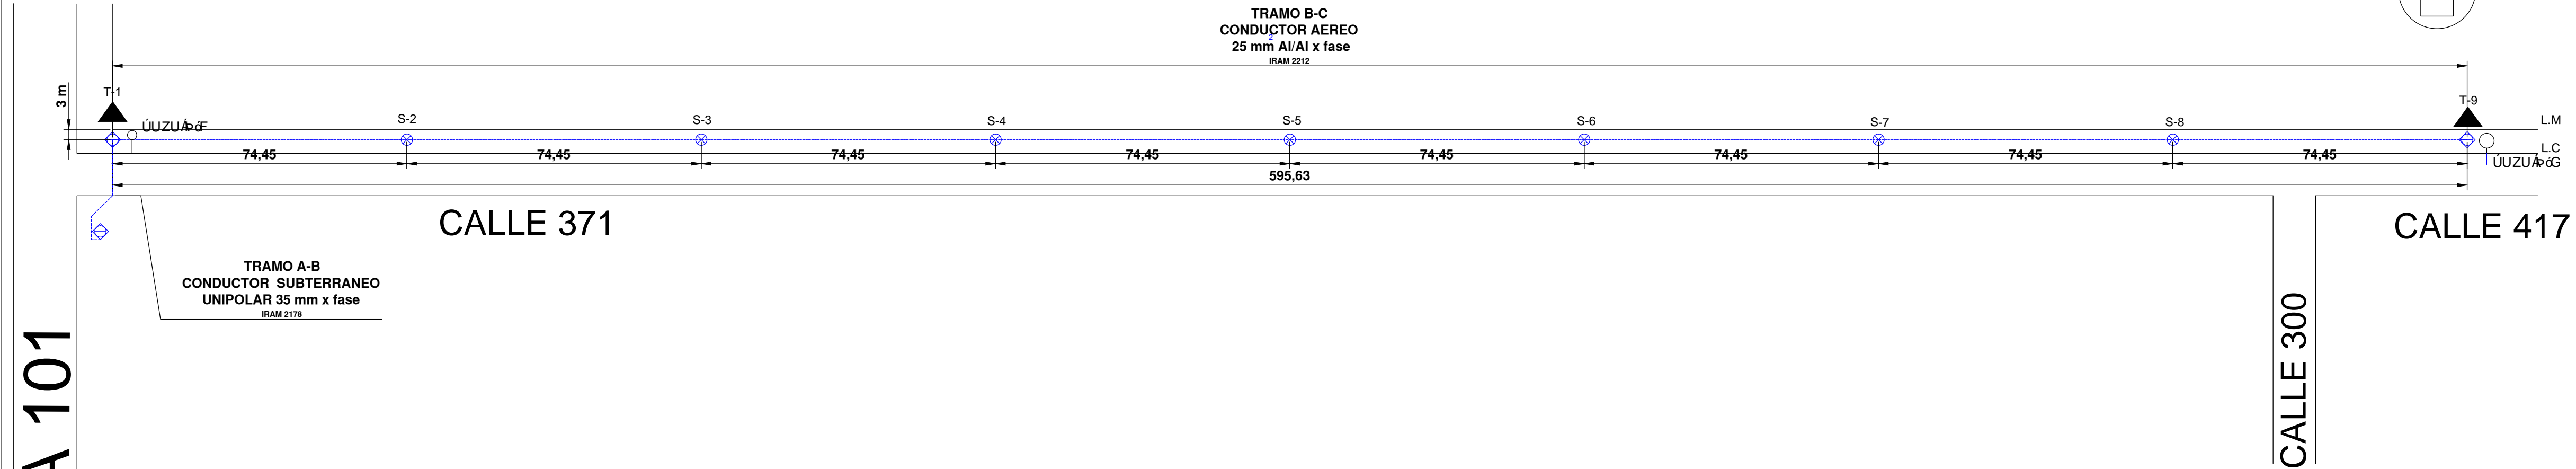 TRAMO B-C
CONDUCTOR AEREO
2
25 mm Al/Al x fase
IRAM 2212
3 m
T-1
S-2
S-3
S-4
S-5
S-6
S-7
S-8
T-9
L.M
74,45
74,45
74,45
74,45
74,45
74,45
74,45
74,45
L.C
595,63
CALLE 371
CALLE 417
TRAMO A-B
CONDUCTOR SUBTERRANEO
UNIPOLAR 35 mm x fase
IRAM 2178
A 101
CALLE 300